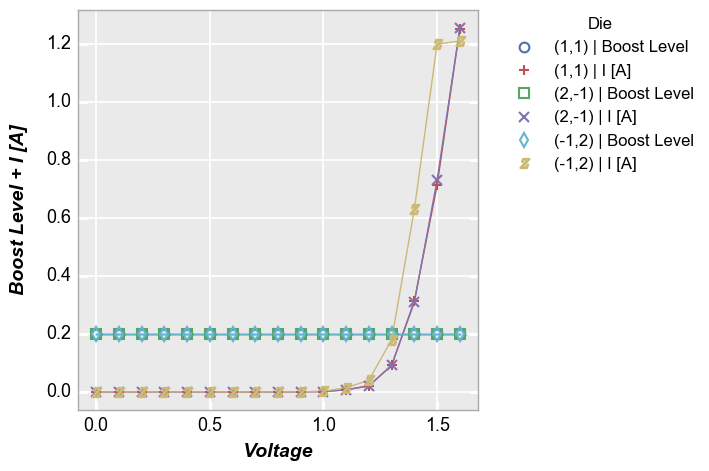 Die
(1,1) | Boost Level
(1,1) | I [A]
(2,-1) | Boost Level
(2,-1) | I [A]
(-1,2) | Boost Level
(-1,2) | I [A]
Boost Level + I [A]
1.2
1.0
0.8
0.6
0.4
0.2
0.0
0.0 0.5 1.0 1.5
Voltage